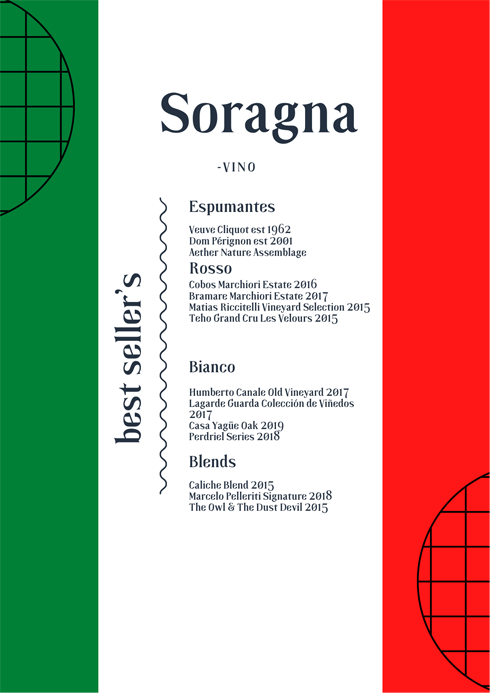 Soragna
-VINO
best seller's
Espumantes
Veuve Cliquot est 1962
Dom Pérignon est 2001
Aether Nature Assemblage
Rosso
Cobos Marchiori Estate 2016
Bramare Marchiori Estate 2017
Matias Riccitelli Vineyard Selection 2015
Teho Grand Cru Les Velours 2015
Bianco
Humberto Canale Old Vineyard 2017
Lagarde Guarda Colección de Viñedos
2017
Casa Yagüe Oak 2019
Perdriel Series 2018
Blends
Caliche Blend 2015
Marcelo Pelleriti Signature 2018
The Owl & The Dust Devil 2015